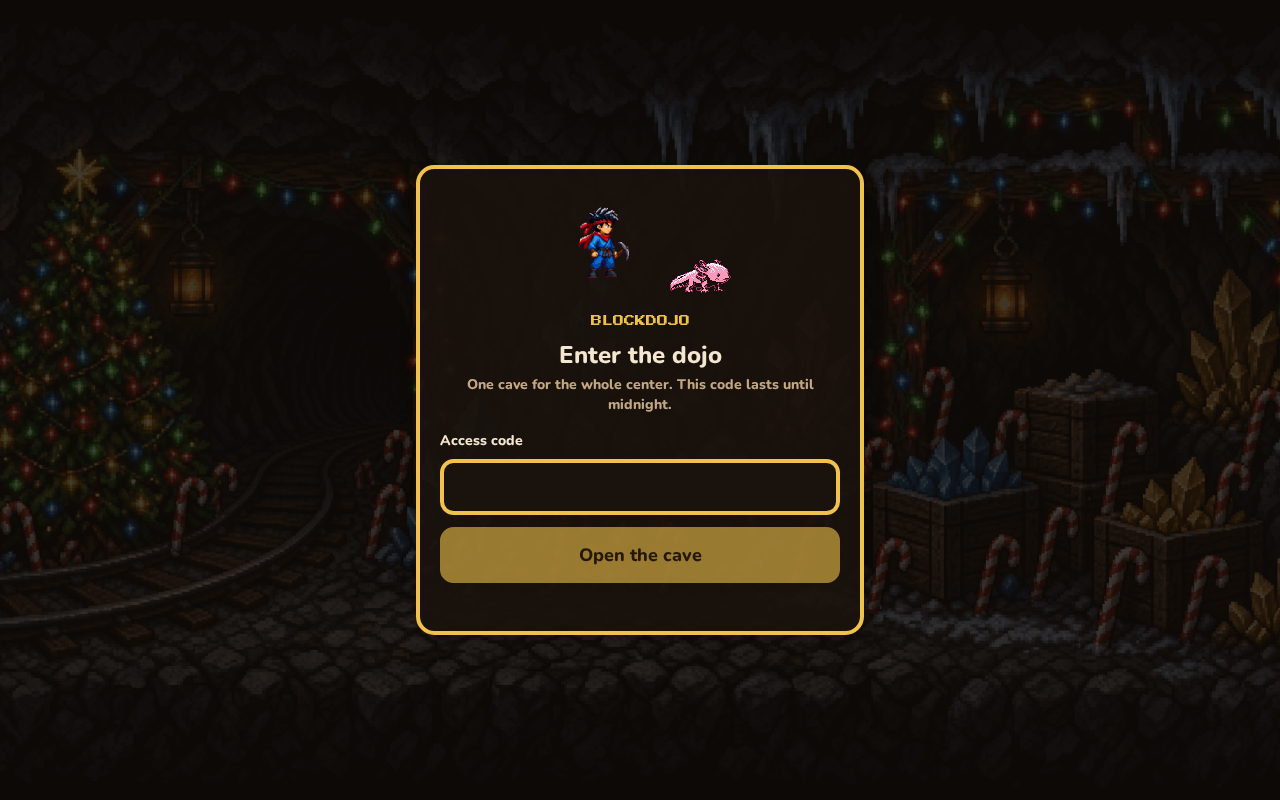 BLOCKDOJO
Enter the dojo
One cave for the whole center. This code lasts until
midnight.
Access code
Open the cave